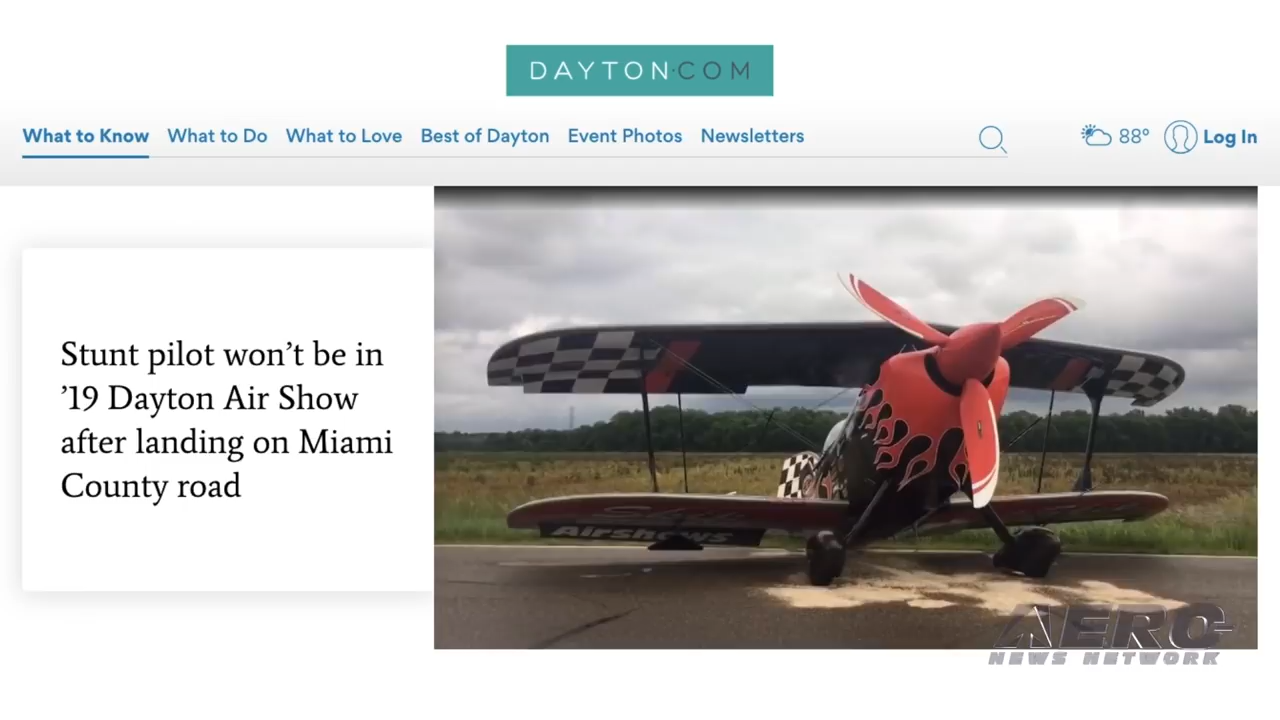 DAYTON·COM
What to Know What to Do What to Love Best of Dayton Event Photos Newsletters 88° Log In
Stunt pilot won’t be in
’19 Dayton Air Show
after landing on Miami
County road
Airshows
AERO
NEWS NETWORK